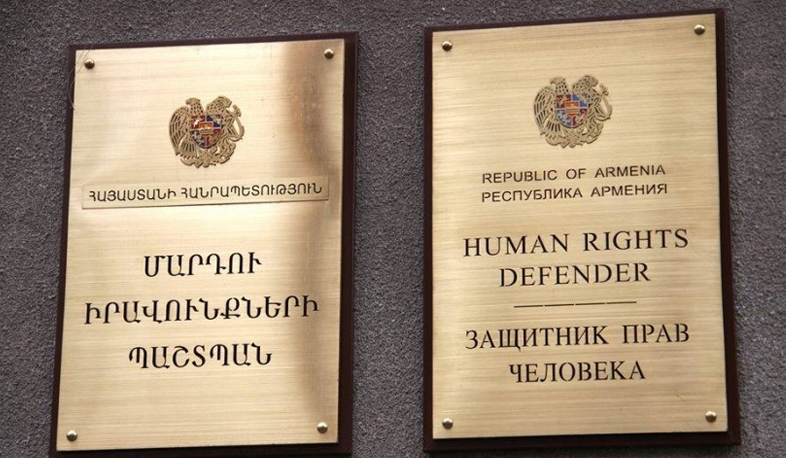 ՀԱՅԱՍՏԱՆԻ ՀԱՆՐԱՊԵՏՈՒԹՅՈՒՆ
ՄԱՐԴՈՒ
ԻՐԱՎՈՒՆՔՆԵՐԻ
ՊԱՇՏՊԱՆ
REPUBLIC OF ARMENIA
РЕСПУБЛИКА АРМЕНИЯ
HUMAN RIGHTS
DEFENDER
ЗАЩИТНИК ПРАВ
ЧЕЛОВЕКА